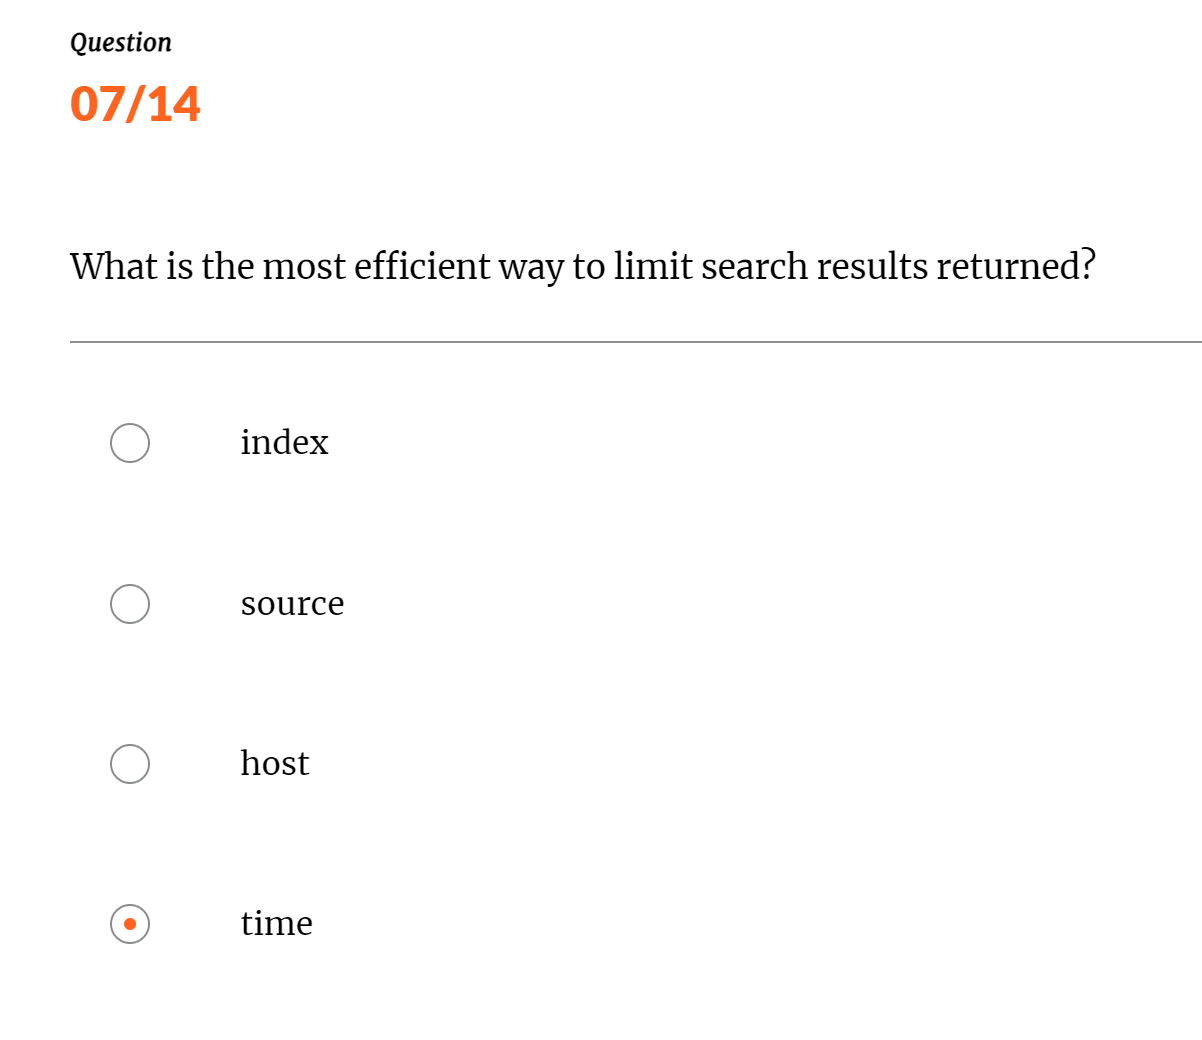 Question
07/14
What is the most efficient way to limit search results returned?
index
source
host
time